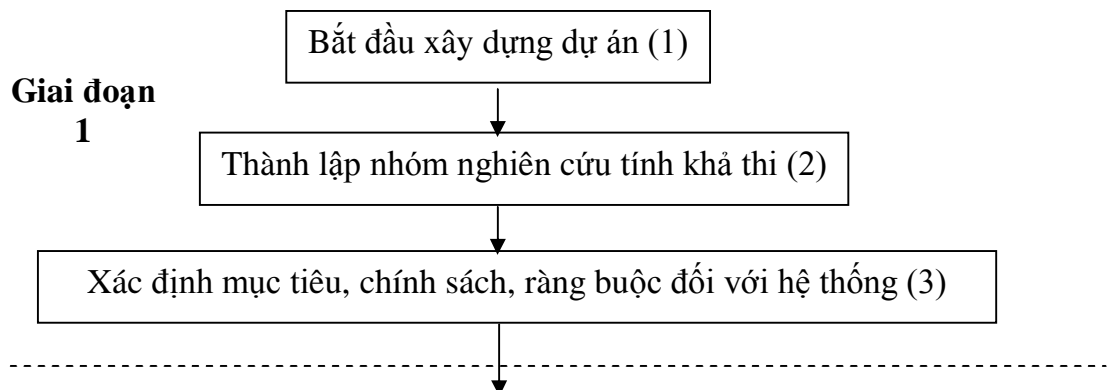 Bắt đầu xây dựng dự án (1)
Giai đoạn
1
Thành lập nhóm nghiên cứu tính khả thi (2)
Xác định mục tiêu, chính sách, ràng buộc đối với hệ thống (3)